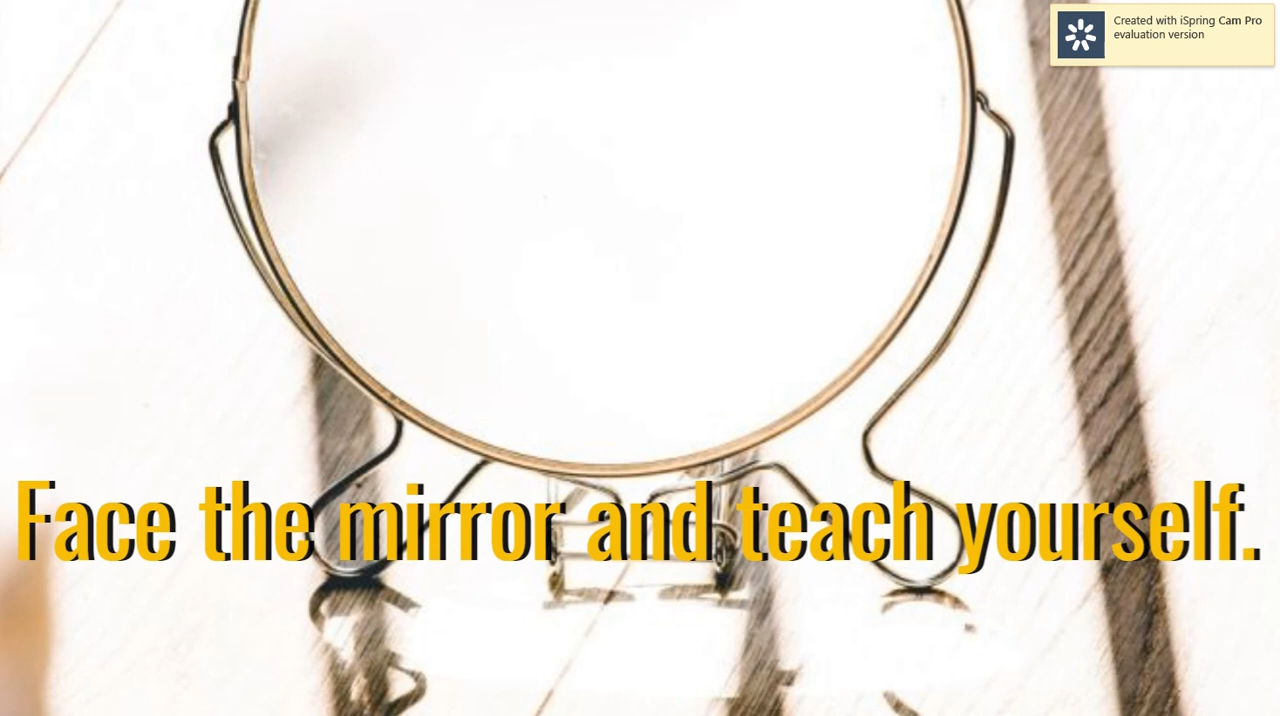 Created with iSpring Cam Pro
evaluation version
Face the mirror and teach yourself.